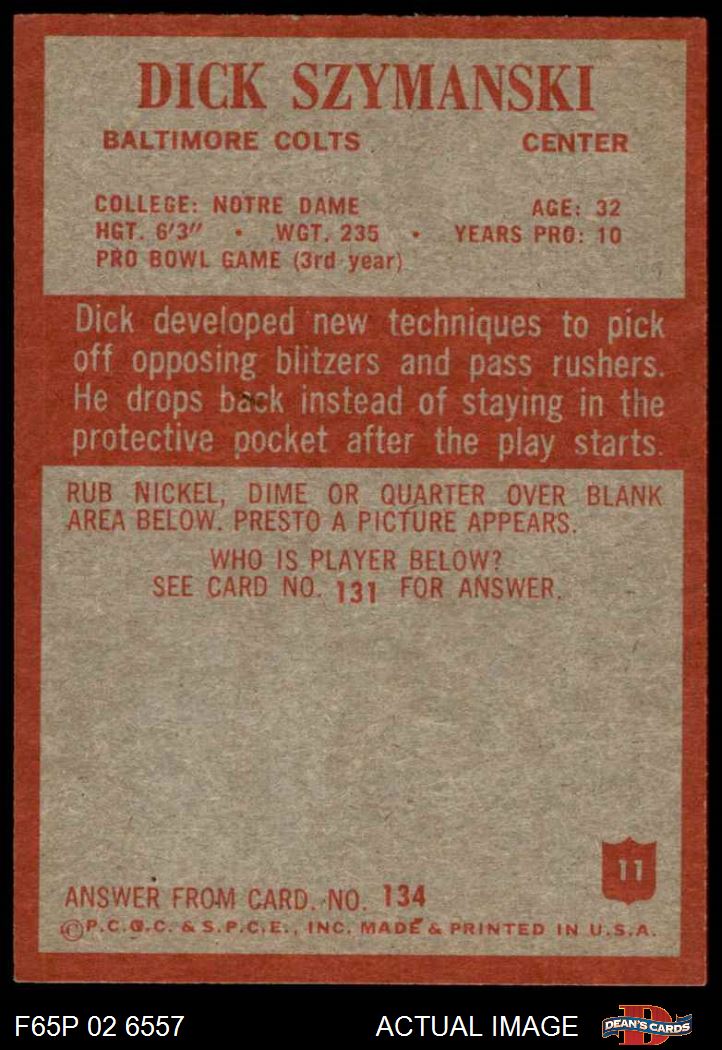 DICK SZYMANSKI
BALTIMORE COLTS CENTER
COLLEGE: NOTRE DAME AGE: 32
HGT. 6'3" • WGT. 235 • YEARS PRO: 10
PRO BOWL GAME (3rd year)
Dick developed new techniques to pick
off opposing blitzers and pass rushers.
He drops back instead of staying in the
protective pocket after the play starts.
RUB NICKEL, DIME OR QUARTER OVER BLANK
AREA BELOW. PRESTO A PICTURE APPEARS.
WHO IS PLAYER BELOW?
SEE CARD NO. 131 FOR ANSWER.
11
ANSWER FROM CARD. NO. 134
©P.C.G.C. & S.P.C.E., INC. MADE & PRINTED IN U.S.A.
F65P 02 6557 ACTUAL IMAGE
D
DEAN'S CARDS